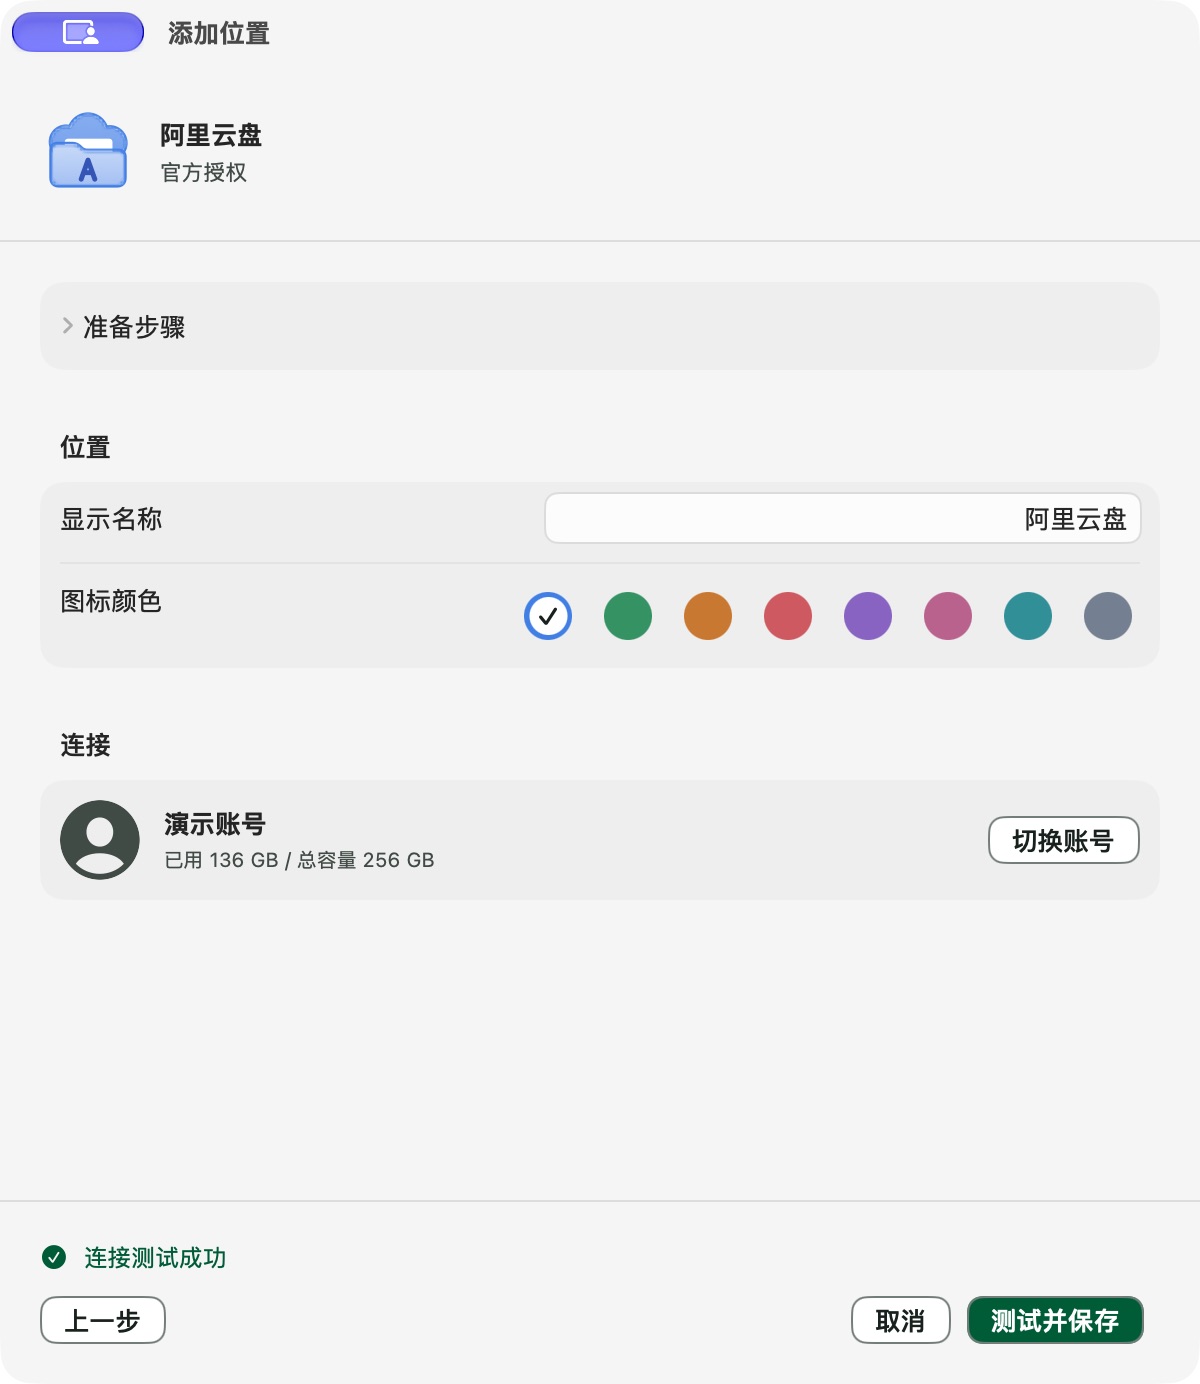 添加位置
阿里云盘
官方授权
A
准备步骤
位置
显示名称
阿里云盘
图标颜色
连接
演示账号
已用 136 GB / 总容量 256 GB
切换账号
连接测试成功
上一步
取消
测试并保存